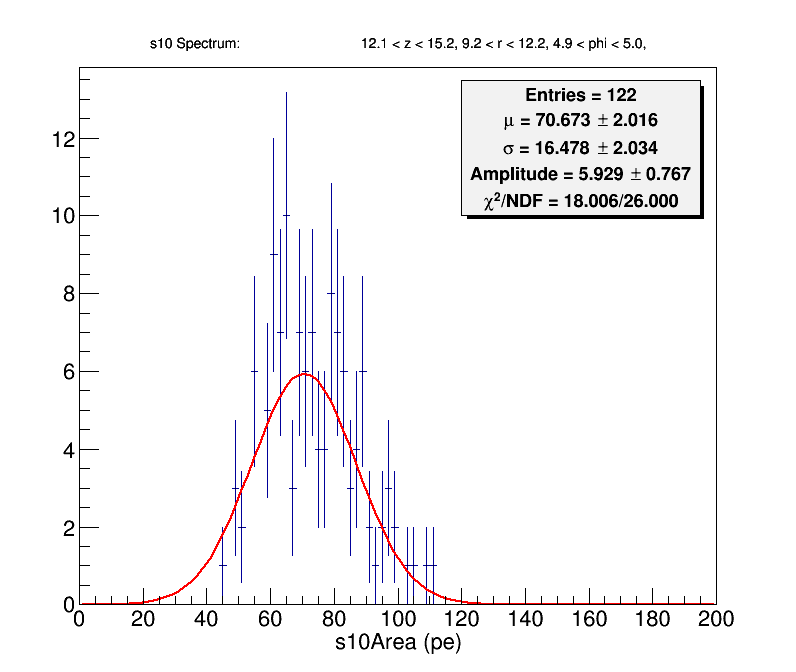 s10 Spectrum: 12.1 < z < 15.2, 9.2 < r < 12.2, 4.9 < phi < 5.0,
Entries = 122
μ = 70.673 ± 2.016
σ = 16.478 ± 2.034
Amplitude = 5.929 ± 0.767
χ²/NDF = 18.006/26.000
12
10
8
6
4
2
0
0 20 40 60 80 100 120 140 160 180 200
s10Area (pe)